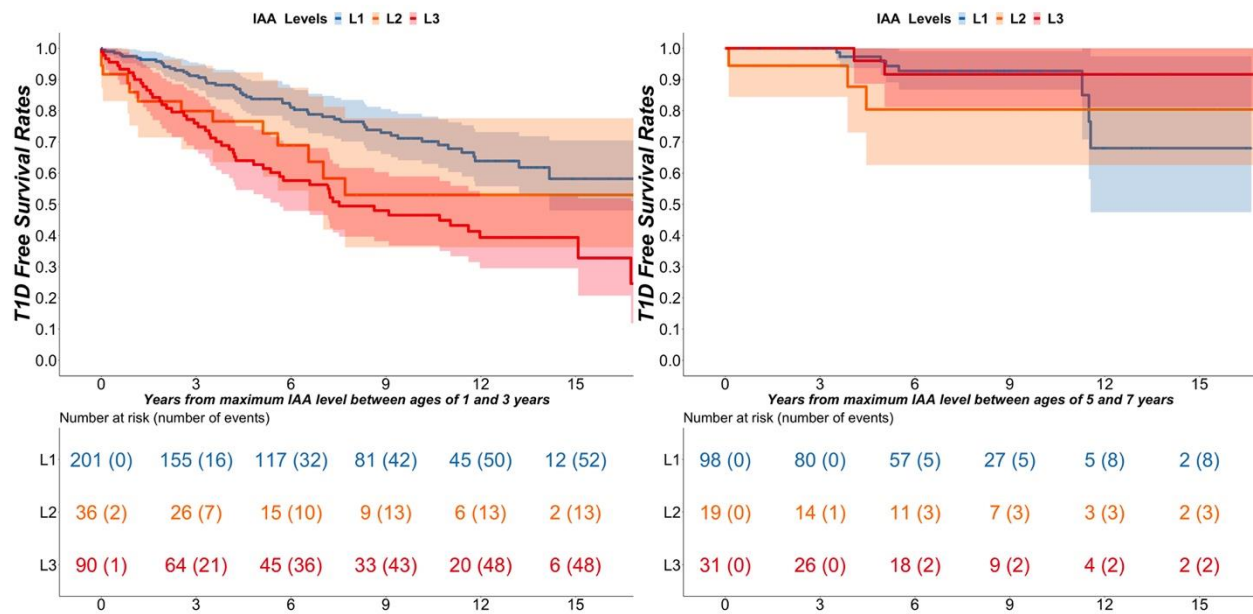 IAA Levels L1 L2 L3
T1D Free Survival Rates
1.0
0.9
0.8
0.7
0.6
0.5
0.4
0.3
0.2
0.1
0.0
0 3 6 9 12 15
Years from maximum IAA level between ages of 1 and 3 years
Number at risk (number of events)
L1 201 (0) 155 (16) 117 (32) 81 (42) 45 (50) 12 (52)
L2 36 (2) 26 (7) 15 (10) 9 (13) 6 (13) 2 (13)
L3 90 (1) 64 (21) 45 (36) 33 (43) 20 (48) 6 (48)
0 3 6 9 12 15
IAA Levels L1 L2 L3
T1D Free Survival Rates
1.0
0.9
0.8
0.7
0.6
0.5
0.4
0.3
0.2
0.1
0.0
0 3 6 9 12 15
Years from maximum IAA level between ages of 5 and 7 years
Number at risk (number of events)
L1 98 (0) 80 (0) 57 (5) 27 (5) 5 (8) 2 (8)
L2 19 (0) 14 (1) 11 (3) 7 (3) 3 (3) 2 (3)
L3 31 (0) 26 (0) 18 (2) 9 (2) 4 (2) 2 (2)
0 3 6 9 12 15